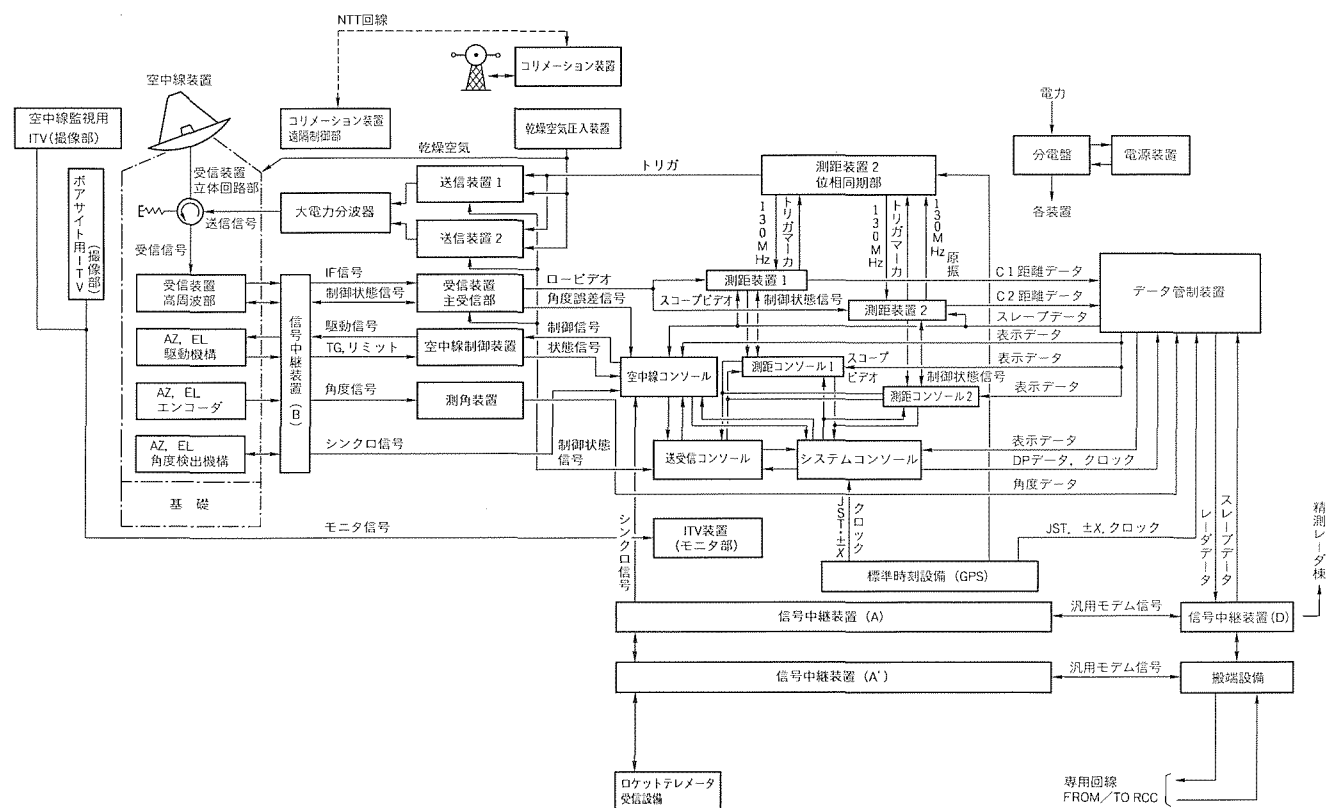 NTT回線
コリメーション装置
空中線装置
空中線監視用
ITV(撮像部)
コリメーション装置
遠隔制御部
乾燥空気圧入装置
電力
分電盤
電源装置
各装置
ボアサイト用ITV
(撮像部)
乾燥空気
受信装置
立体回路部
送信装置1
トリガ
測距装置2
位相同期部
大電力分波器
送信信号
送信装置2
受信信号
130MHz
トリガマーカ
130MHz
トリガマーカ
130MHz
原振
受信装置
高周波部
IF信号
制御状態信号
受信装置
主受信部
ロービデオ
角度誤差信号
スコープビデオ
測距装置1
制御状態信号
測距装置2
C1距離データ
C2距離データ
スレーブデータ
表示データ
データ管制装置
AZ, EL
駆動機構
信号中継装置(B)
駆動信号
TG,リミット
空中線制御装置
制御信号
状態信号
空中線コンソール
測距コンソール1
スコープ
ビデオ
制御状態信号
表示データ
測距コンソール2
表示データ
AZ, EL
エンコーダ
角度信号
測角装置
AZ, EL
角度検出機構
シンクロ信号
制御状態
信号
送受信コンソール
システムコンソール
表示データ
DPデータ, クロック
角度データ
基礎
モニタ信号
ITV装置
(モニタ部)
シンクロ信号
JST・±X
クロック
JST, ±X,クロック
レーダデータ
スレーブデータ
精測レーダ棟
標準時刻設備 (GPS)
信号中継装置 (A)
汎用モデム信号
信号中継装置(D)
信号中継装置 (A')
汎用モデム信号
搬端設備
ロケットテレメータ
受信設備
専用回線
FROM/TO RCC